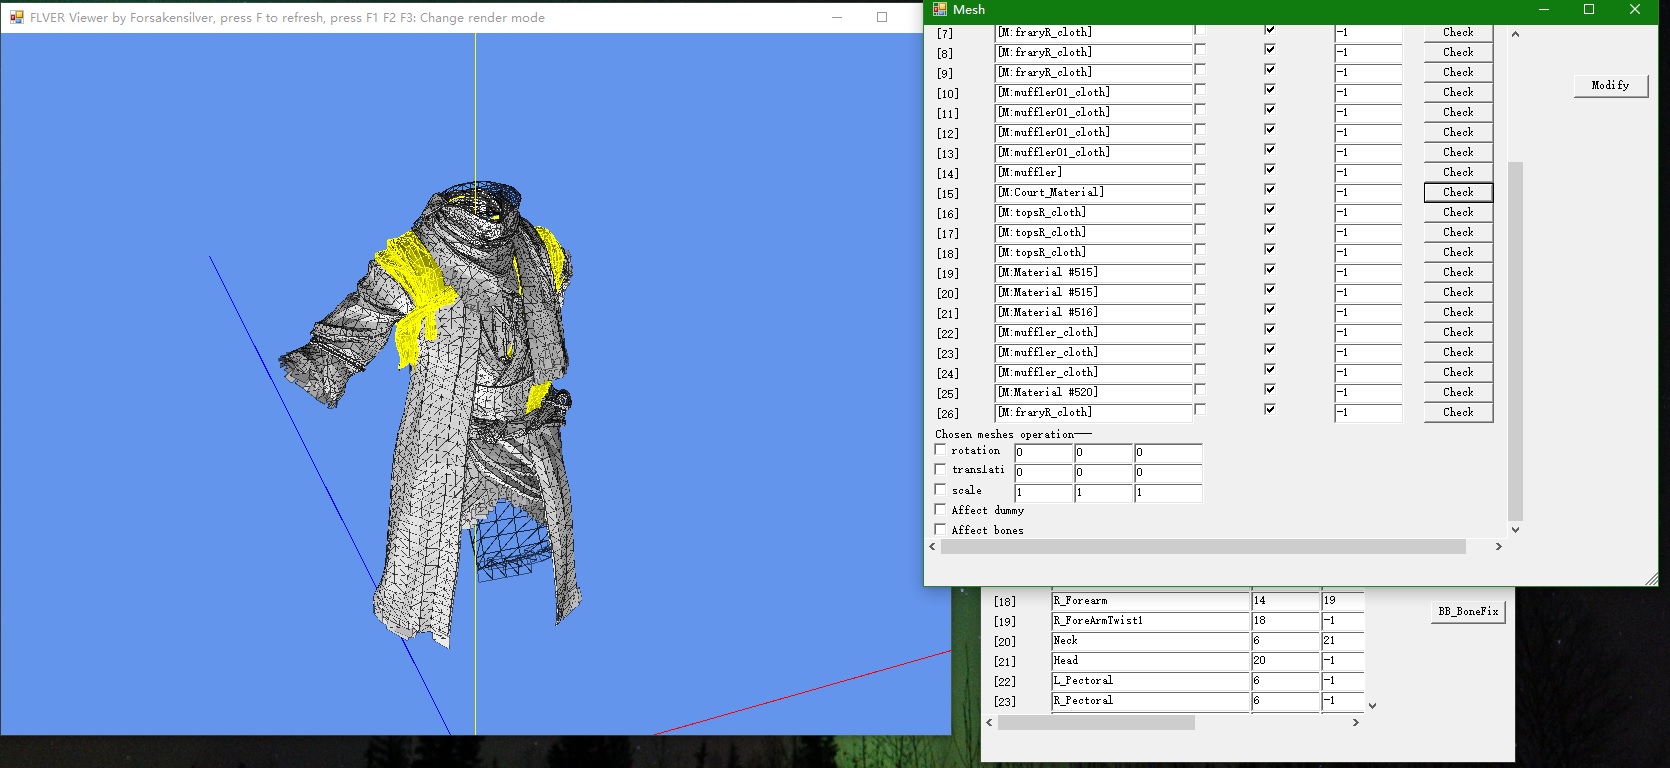 FLVER Viewer by Forsakensilver, press F to refresh, press F1 F2 F3: Change render mode
Mesh
[7] [M:fraryR_cloth] -1 Check
[8] [M:fraryR_cloth] -1 Check
[9] [M:fraryR_cloth] -1 Check
[10] [M:muffler01_cloth] -1 Check
[11] [M:muffler01_cloth] -1 Check
[12] [M:muffler01_cloth] -1 Check
[13] [M:muffler01_cloth] -1 Check
[14] [M:muffler] -1 Check
[15] [M:Court_Material] -1 Check
[16] [M:topsR_cloth] -1 Check
[17] [M:topsR_cloth] -1 Check
[18] [M:topsR_cloth] -1 Check
[19] [M:Material #515] -1 Check
[20] [M:Material #515] -1 Check
[21] [M:Material #516] -1 Check
[22] [M:muffler_cloth] -1 Check
[23] [M:muffler_cloth] -1 Check
[24] [M:muffler_cloth] -1 Check
[25] [M:Material #520] -1 Check
[26] [M:fraryR_cloth] -1 Check
Modify
Chosen meshes operation
rotation 0 0 0
translati 0 0 0
scale 1 1 1
Affect dummy
Affect bones
[18] R_Forearm 14 19
[19] R_ForeArmTwist1 18 -1
[20] Neck 6 21
[21] Head 20 -1
[22] L_Pectoral 6 -1
[23] R_Pectoral 6 -1
BB_BoneFix